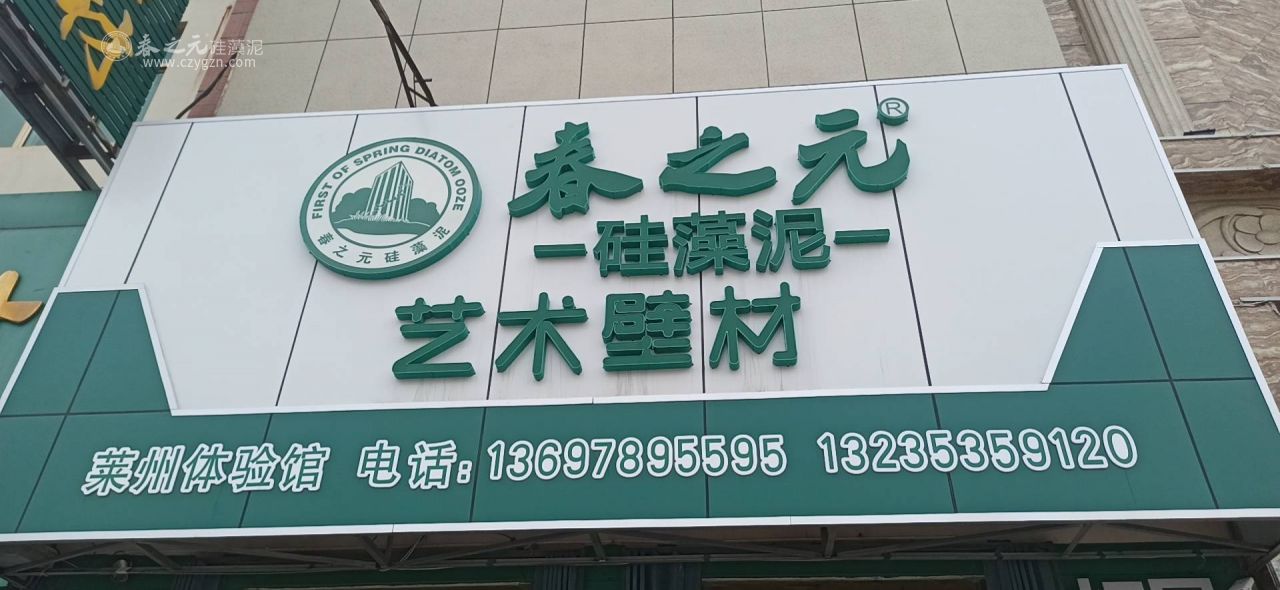 春之元硅藻泥
www.czygzn.com
FIRST OF SPRING DIATOM OOZE
春之元硅藻泥
春之元®
硅藻泥
艺术壁材
莱州体验馆 电话:13697895595 13235359120